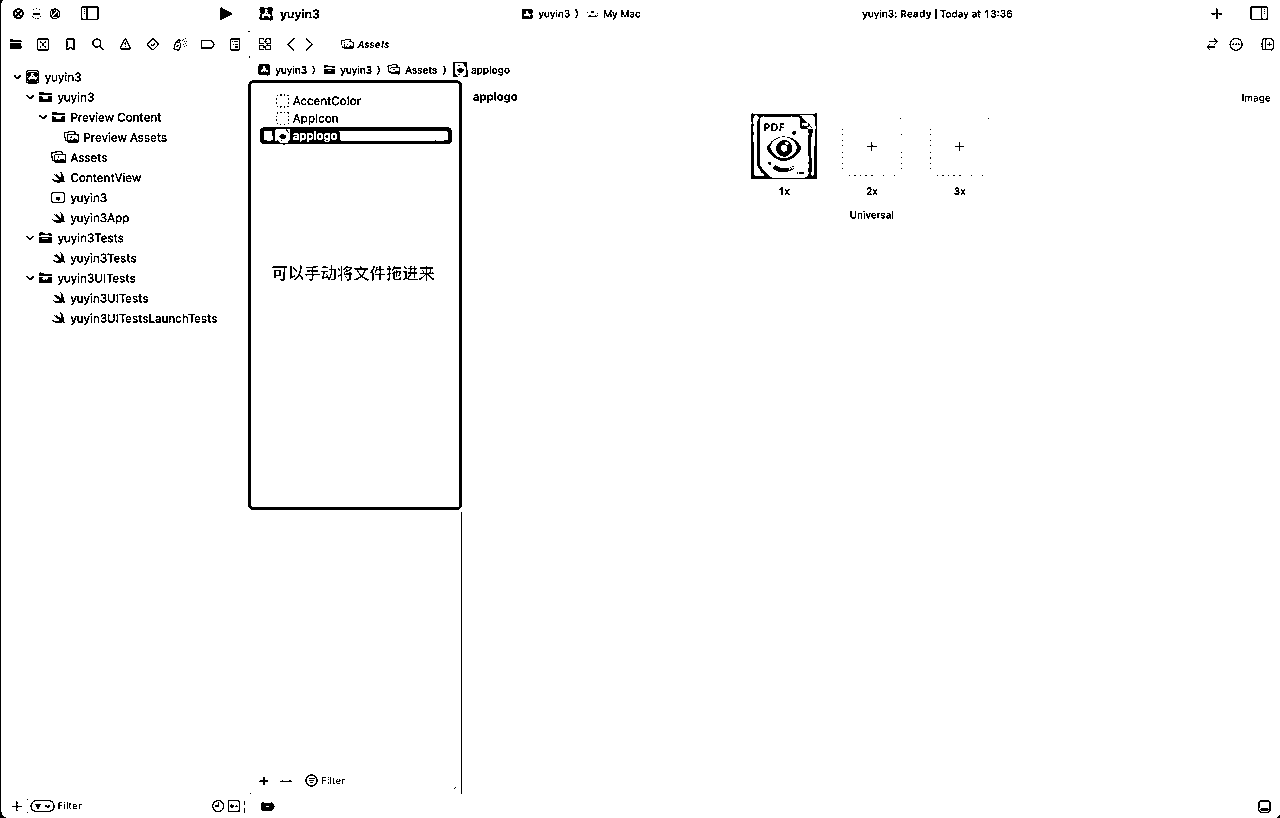 yuyin3
yuyin3 〉 My Mac
yuyin3: Ready | Today at 13:36
Assets
yuyin3 〉 yuyin3 〉 Assets 〉 applogo
yuyin3
yuyin3
Preview Content
Preview Assets
Assets
ContentView
yuyin3
yuyin3App
yuyin3Tests
yuyin3Tests
yuyin3UITests
yuyin3UITests
yuyin3UITestsLaunchTests
Filter
AccentColor
AppIcon
applogo
可以手动将文件拖进来
Filter
applogo
Image
PDF
1x
2x
3x
Universal